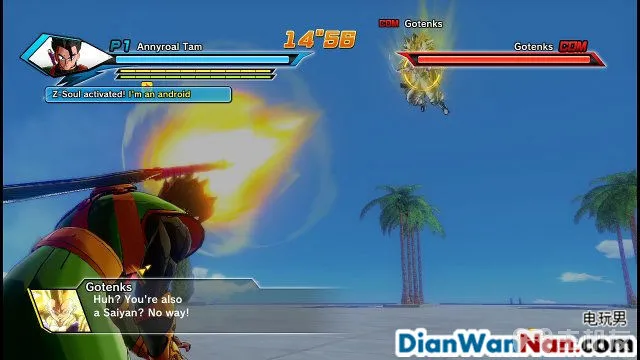 P1 Annyroal Tam
14"56
COM Gotenks
Gotenks COM
Z-Soul activated! I'm an android
Gotenks
Huh? You're also
a Saiyan? No way!
电玩男
DianWanNan.com